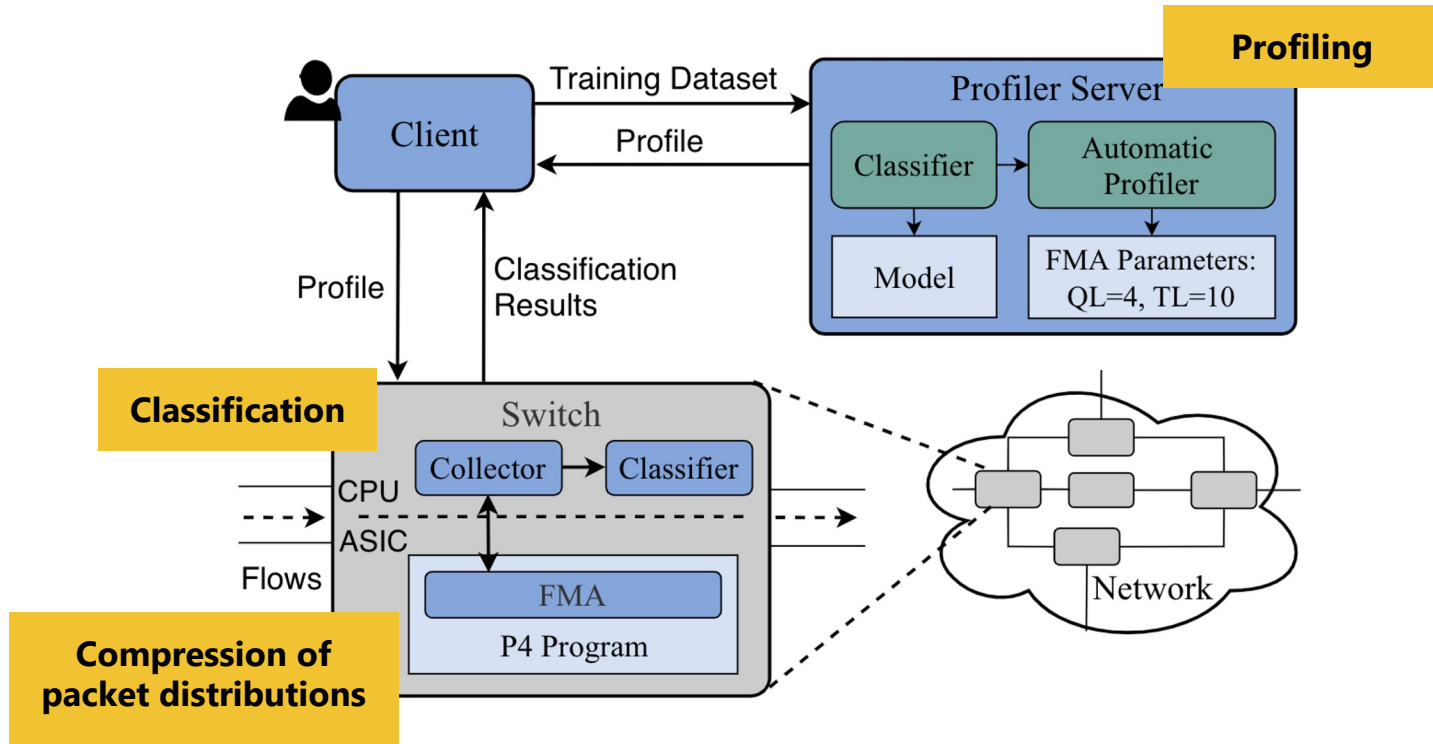 Profiling
Training Dataset
Profiler Server
Client
Profile
Classifier
Automatic
Profiler
Model
FMA Parameters:
QL=4, TL=10
Profile
Classification
Results
Classification
Switch
Collector
Classifier
CPU
ASIC
Flows
FMA
P4 Program
Network
Compression of
packet distributions